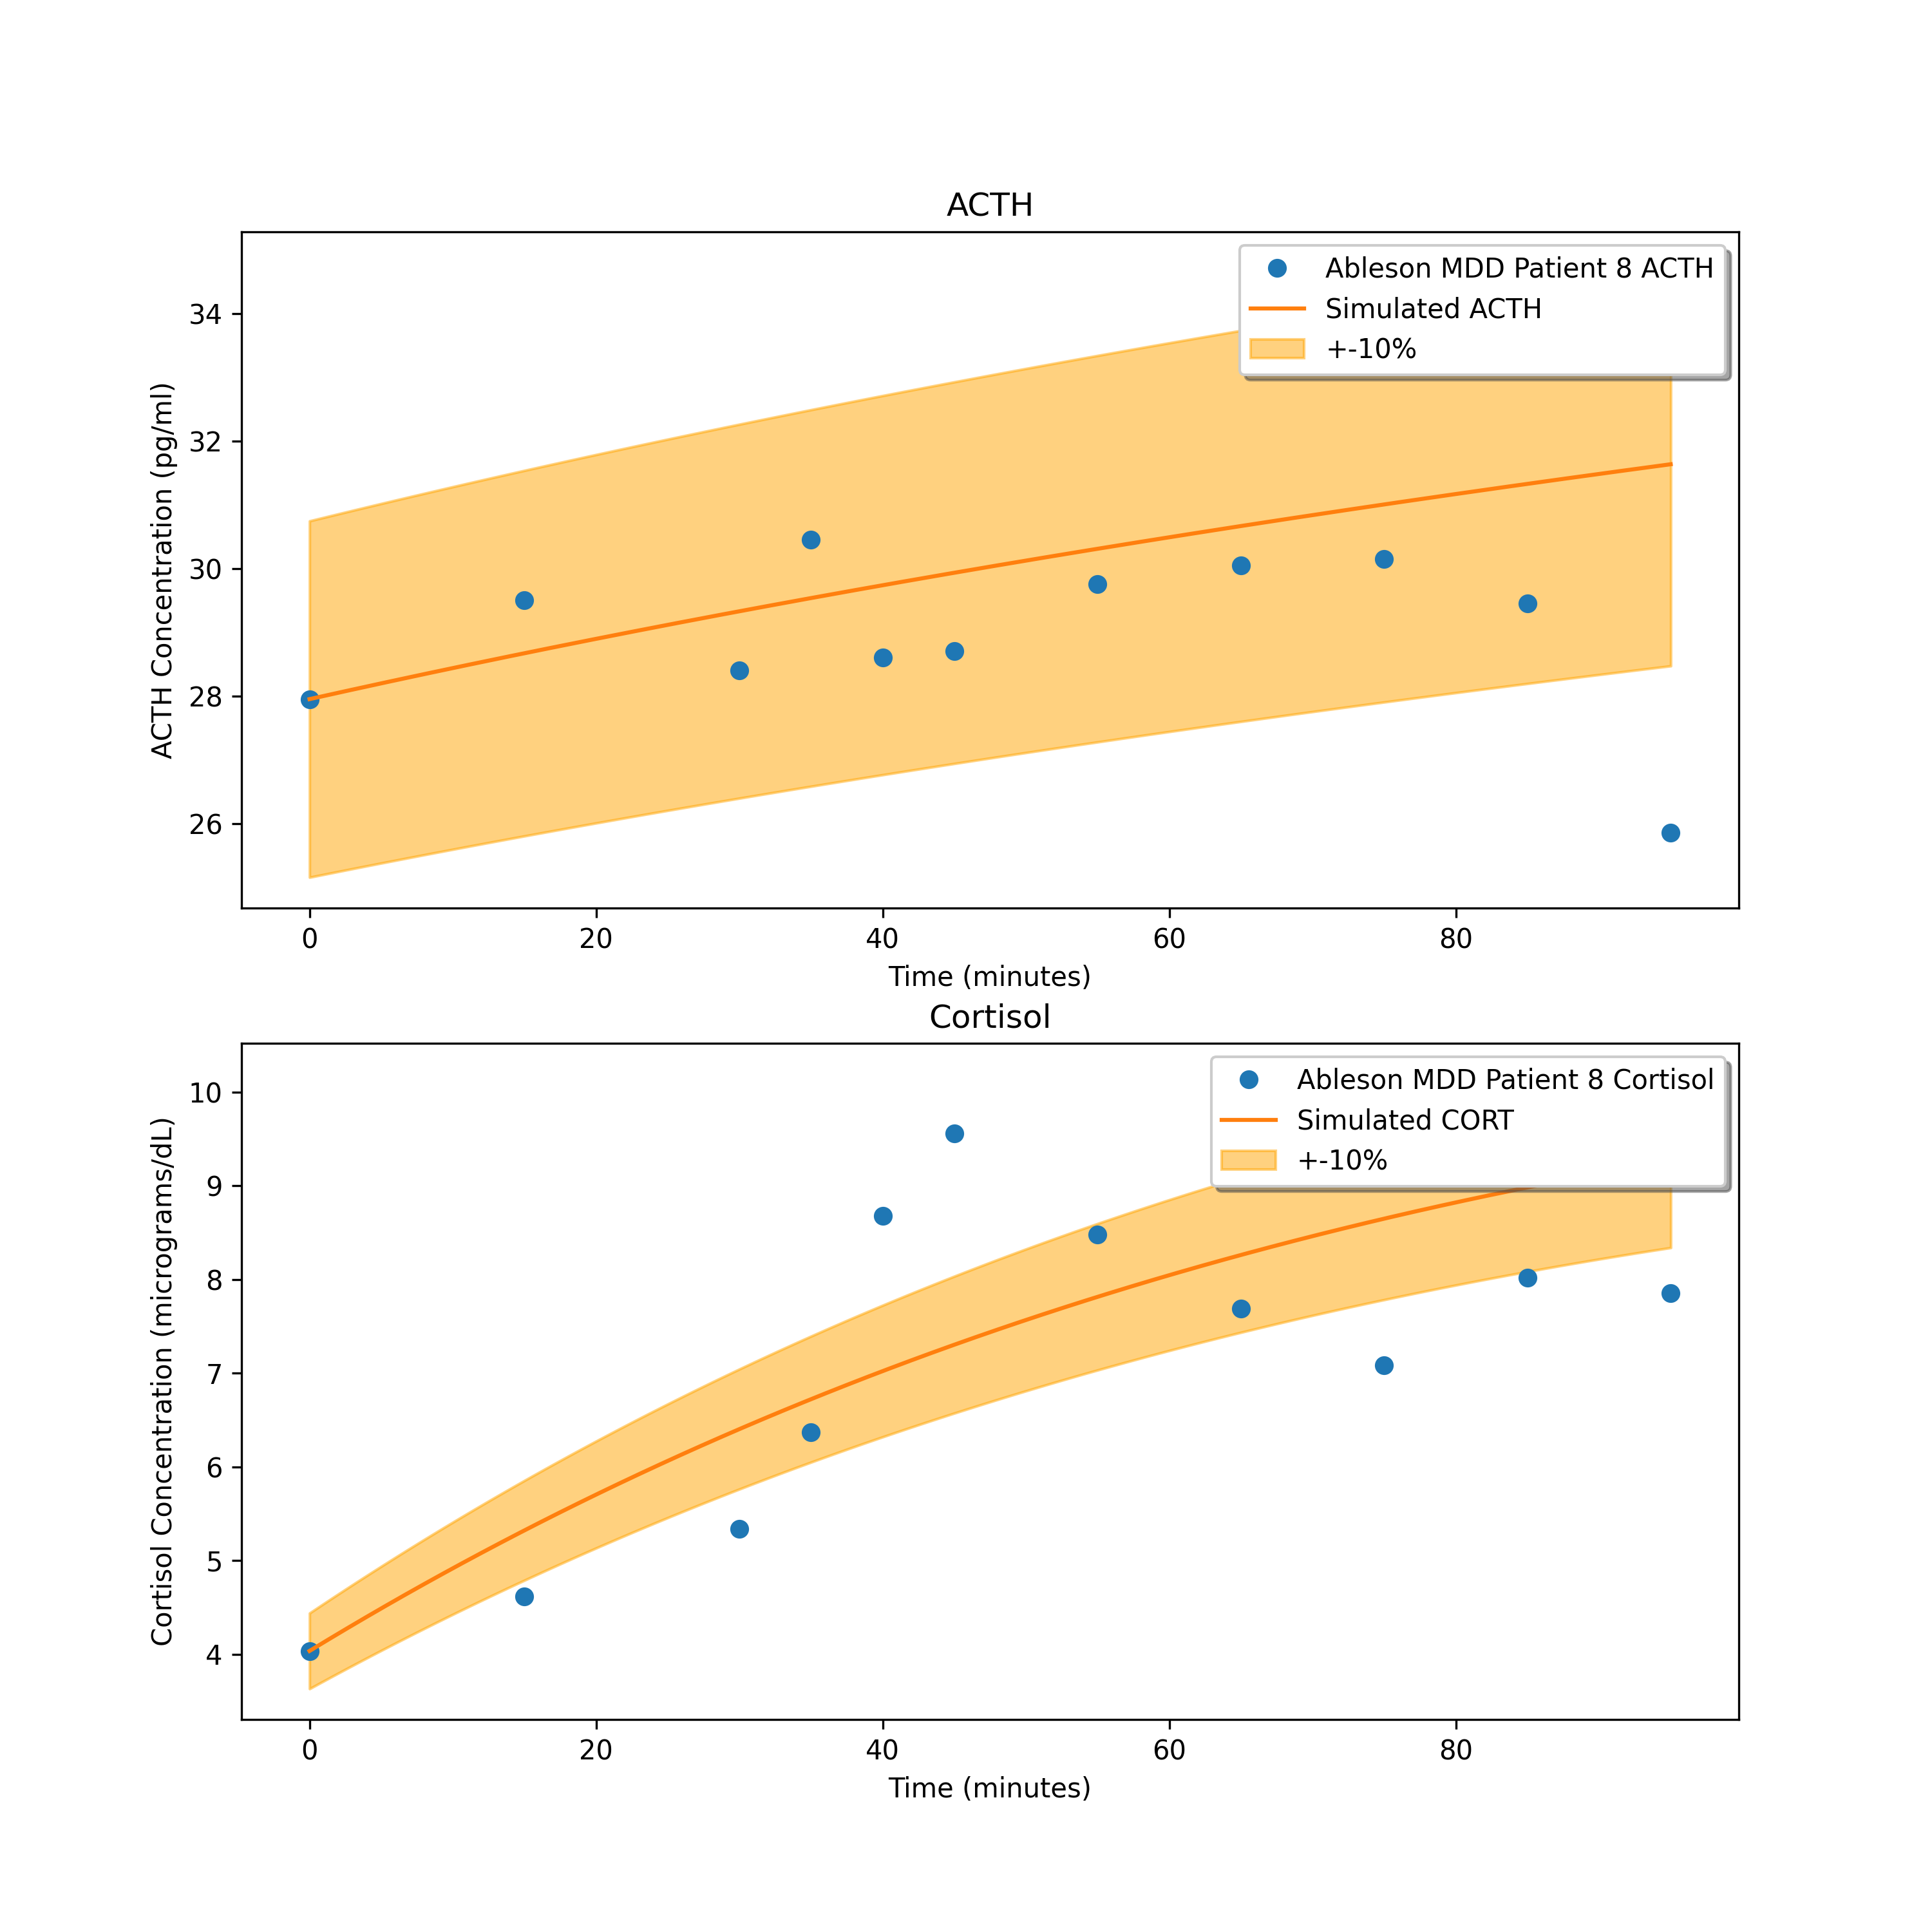 ACTH
Ableson MDD Patient 8 ACTH
Simulated ACTH
+-10%
ACTH Concentration (pg/ml)
34
32
30
28
26
0 20 40 60 80
Time (minutes)
Cortisol
Ableson MDD Patient 8 Cortisol
Simulated CORT
+-10%
Cortisol Concentration (micrograms/dL)
10
9
8
7
6
5
4
0 20 40 60 80
Time (minutes)